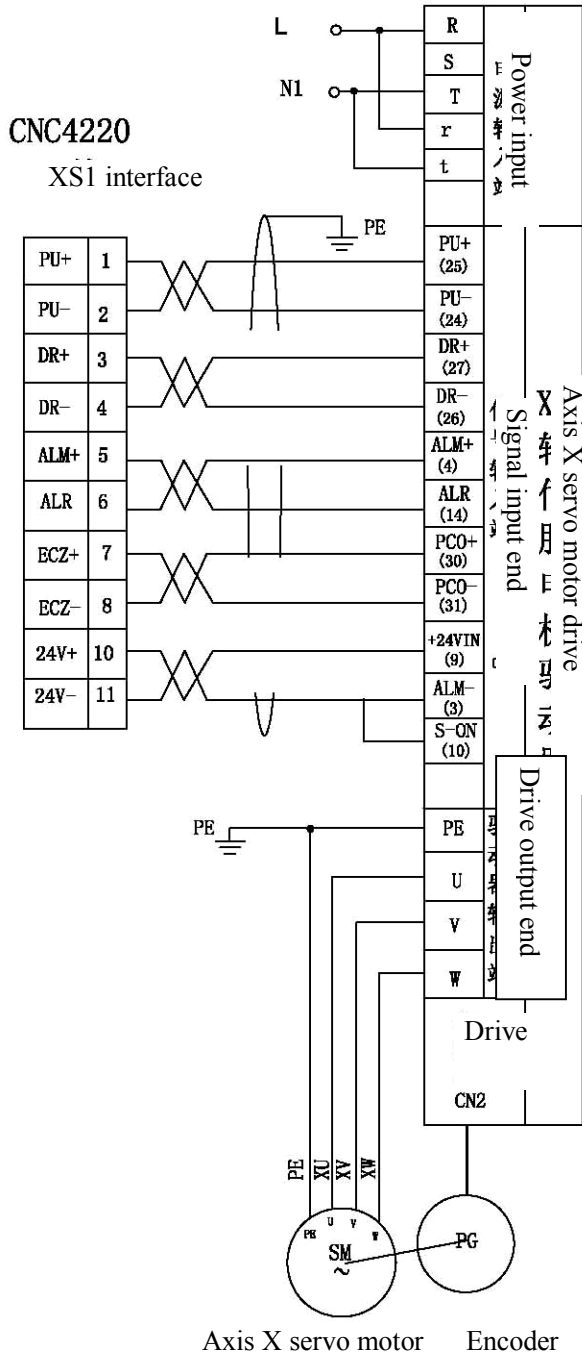 L
R
S
N1
T
r
t
Power input
CNC4220
XS1 interface
PE
PU+ 1
PU- 2
DR+ 3
DR- 4
ALM+ 5
ALR 6
ECZ+ 7
ECZ- 8
24V+ 10
24V- 11
PU+
(25)
PU-
(24)
DR+
(27)
DR-
(26)
ALM+
(4)
ALR
(14)
PCO+
(30)
PCO-
(31)
+24VIN
(9)
ALM-
(3)
S-ON
(10)
Signal input end
Axis X servo motor drive
PE
PE
U
V
W
Drive output end
Drive
CN2
PE
XU
XV
XW
PE
U
V
W
SM
~
PG
Axis X servo motor
Encoder